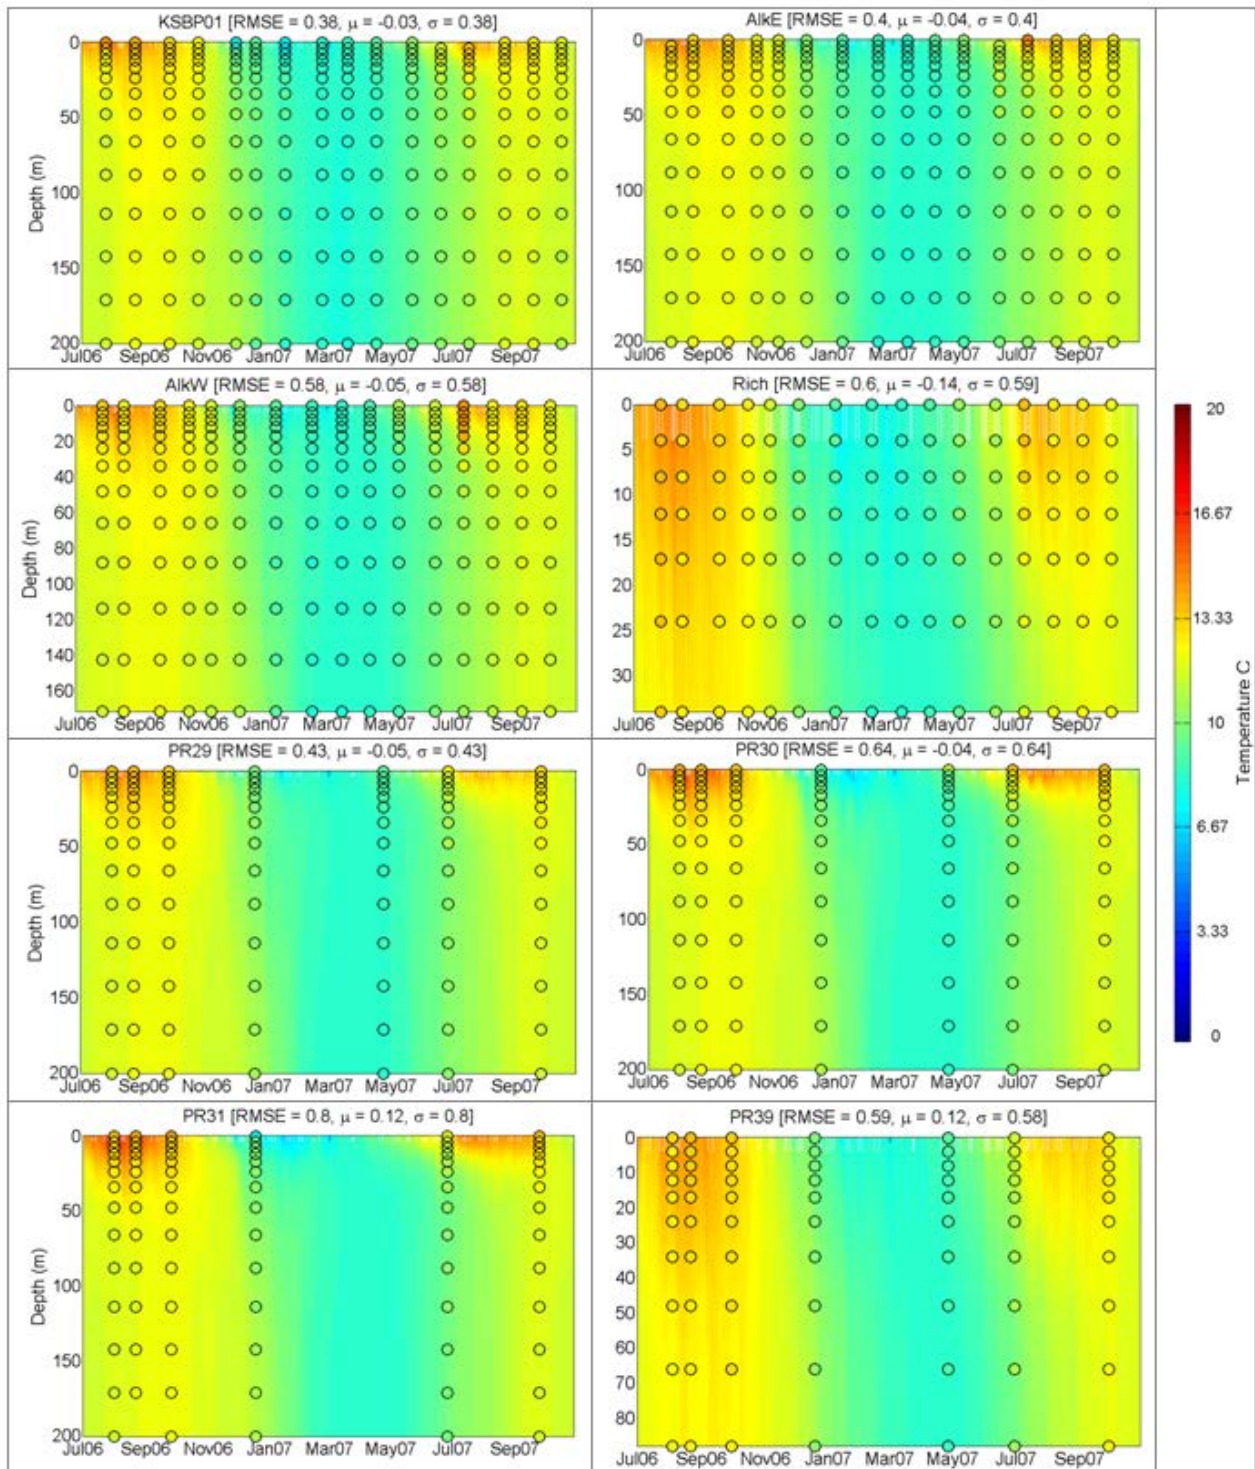 KSBP01 [RMSE = 0.38, μ = -0.03, σ = 0.38]
0
50
100
150
200
Depth (m)
Jul06 Sep06 Nov06 Jan07 Mar07 May07 Jul07 Sep07
AlkE [RMSE = 0.4, μ = -0.04, σ = 0.4]
0
50
100
150
200
Jul06 Sep06 Nov06 Jan07 Mar07 May07 Jul07 Sep07
AlkW [RMSE = 0.58, μ = -0.05, σ = 0.58]
0
20
40
60
80
100
120
140
160
Depth (m)
Jul06 Sep06 Nov06 Jan07 Mar07 May07 Jul07 Sep07
Rich [RMSE = 0.6, μ = -0.14, σ = 0.59]
0
5
10
15
20
25
30
Jul06 Sep06 Nov06 Jan07 Mar07 May07 Jul07 Sep07
PR29 [RMSE = 0.43, μ = -0.05, σ = 0.43]
0
50
100
150
200
Depth (m)
Jul06 Sep06 Nov06 Jan07 Mar07 May07 Jul07 Sep07
PR30 [RMSE = 0.64, μ = -0.04, σ = 0.64]
0
50
100
150
200
Jul06 Sep06 Nov06 Jan07 Mar07 May07 Jul07 Sep07
PR31 [RMSE = 0.8, μ = 0.12, σ = 0.8]
0
50
100
150
200
Depth (m)
Jul06 Sep06 Nov06 Jan07 Mar07 May07 Jul07 Sep07
PR39 [RMSE = 0.59, μ = 0.12, σ = 0.58]
0
10
20
30
40
50
60
70
80
Jul06 Sep06 Nov06 Jan07 Mar07 May07 Jul07 Sep07
20
16.67
13.33
10
6.67
3.33
0
Temperature C